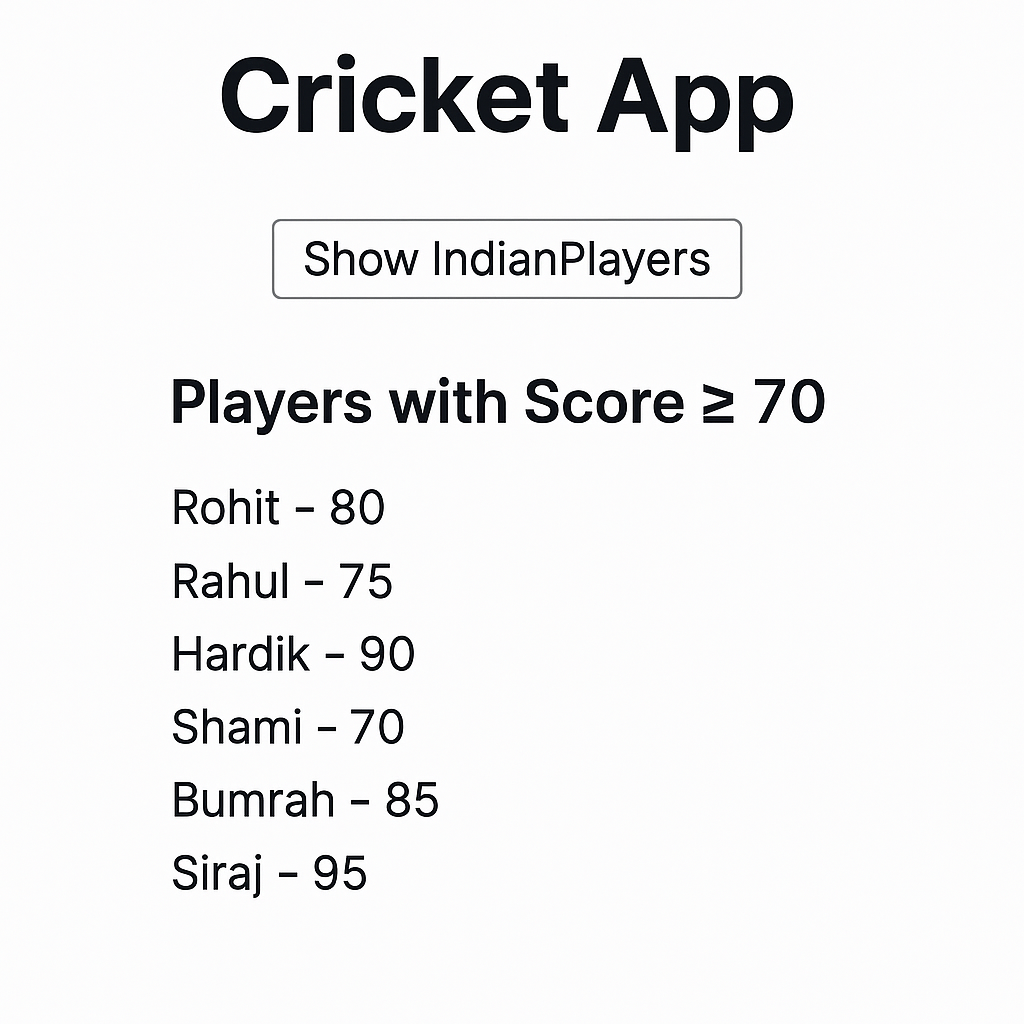 Cricket App
Show IndianPlayers
Players with Score ≥ 70
Rohit – 80
Rahul – 75
Hardik – 90
Shami – 70
Bumrah – 85
Siraj – 95